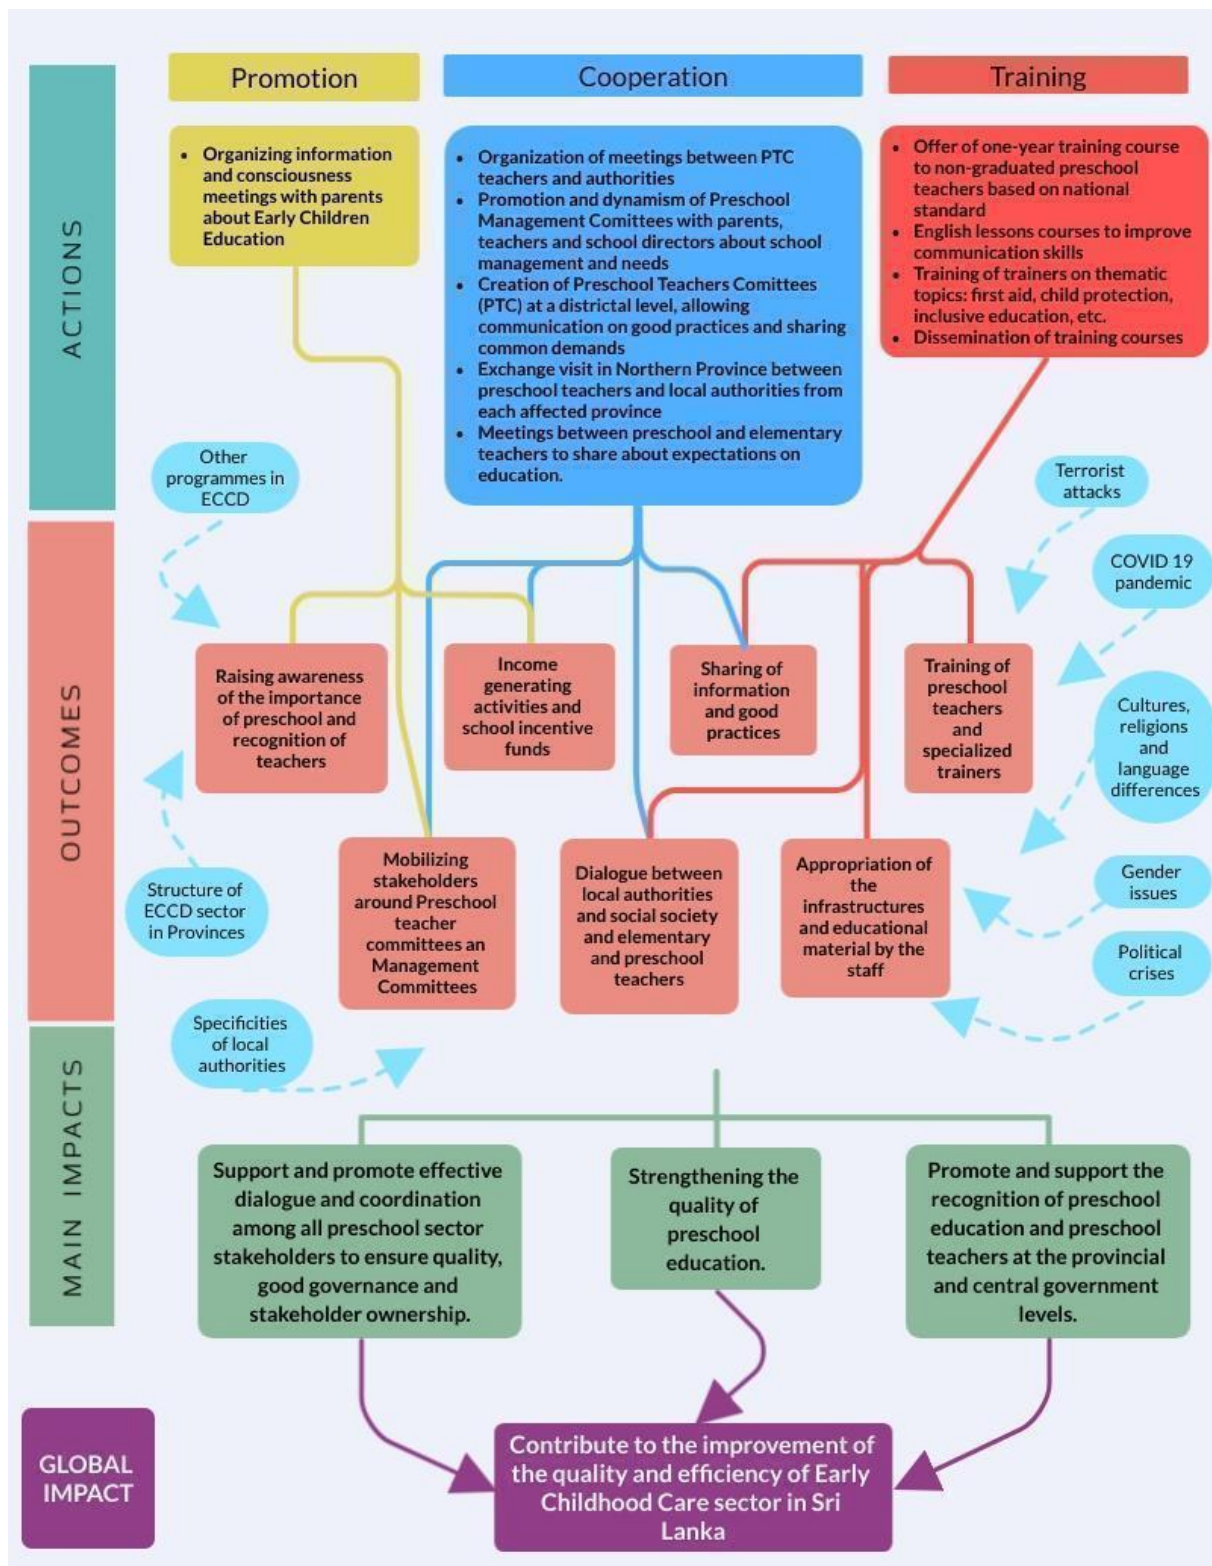 Promotion
Cooperation
Training
ACTIONS
• Organizing information
and consciousness
meetings with parents
about Early Children
Education
• Organization of meetings between PTC
teachers and authorities
• Promotion and dynamism of Preschool
Management Comittees with parents,
teachers and school directors about school
management and needs
• Creation of Preschool Teachers Comittees
(PTC) at a districtal level, allowing
communication on good practices and sharing
common demands
• Exchange visit in Northern Province between
preschool teachers and local authorities from
each affected province
• Meetings between preschool and elementary
teachers to share about expectations on
education.
• Offer of one-year training course
to non-graduated preschool
teachers based on national
standard
• English lessons courses to improve
communication skills
• Training of trainers on thematic
topics: first aid, child protection,
inclusive education, etc.
• Dissemination of training courses
Other
programmes in
ECCD
Terrorist
attacks
COVID 19
pandemic
OUTCOMES
Raising awareness
of the importance
of preschool and
recognition of
teachers
Income
generating
activities and
school incentive
funds
Sharing of
information
and good
practices
Training of
preschool
teachers
and
specialized
trainers
Cultures,
religions
and
language
differences
Structure of
ECCD sector
in Provinces
Mobilizing
stakeholders
around Preschool
teacher
committees an
Management
Committees
Dialogue between
local authorities
and social society
and elementary
and preschool
teachers
Appropriation of
the
infrastructures
and educational
material by the
staff
Gender
issues
Political
crises
Specificities
of local
authorities
MAIN IMPACTS
Support and promote effective
dialogue and coordination
among all preschool sector
stakeholders to ensure quality,
good governance and
stakeholder ownership.
Strengthening the
quality of
preschool
education.
Promote and support the
recognition of preschool
education and preschool
teachers at the provincial
and central government
levels.
GLOBAL
IMPACT
Contribute to the improvement of
the quality and efficiency of Early
Childhood Care sector in Sri
Lanka